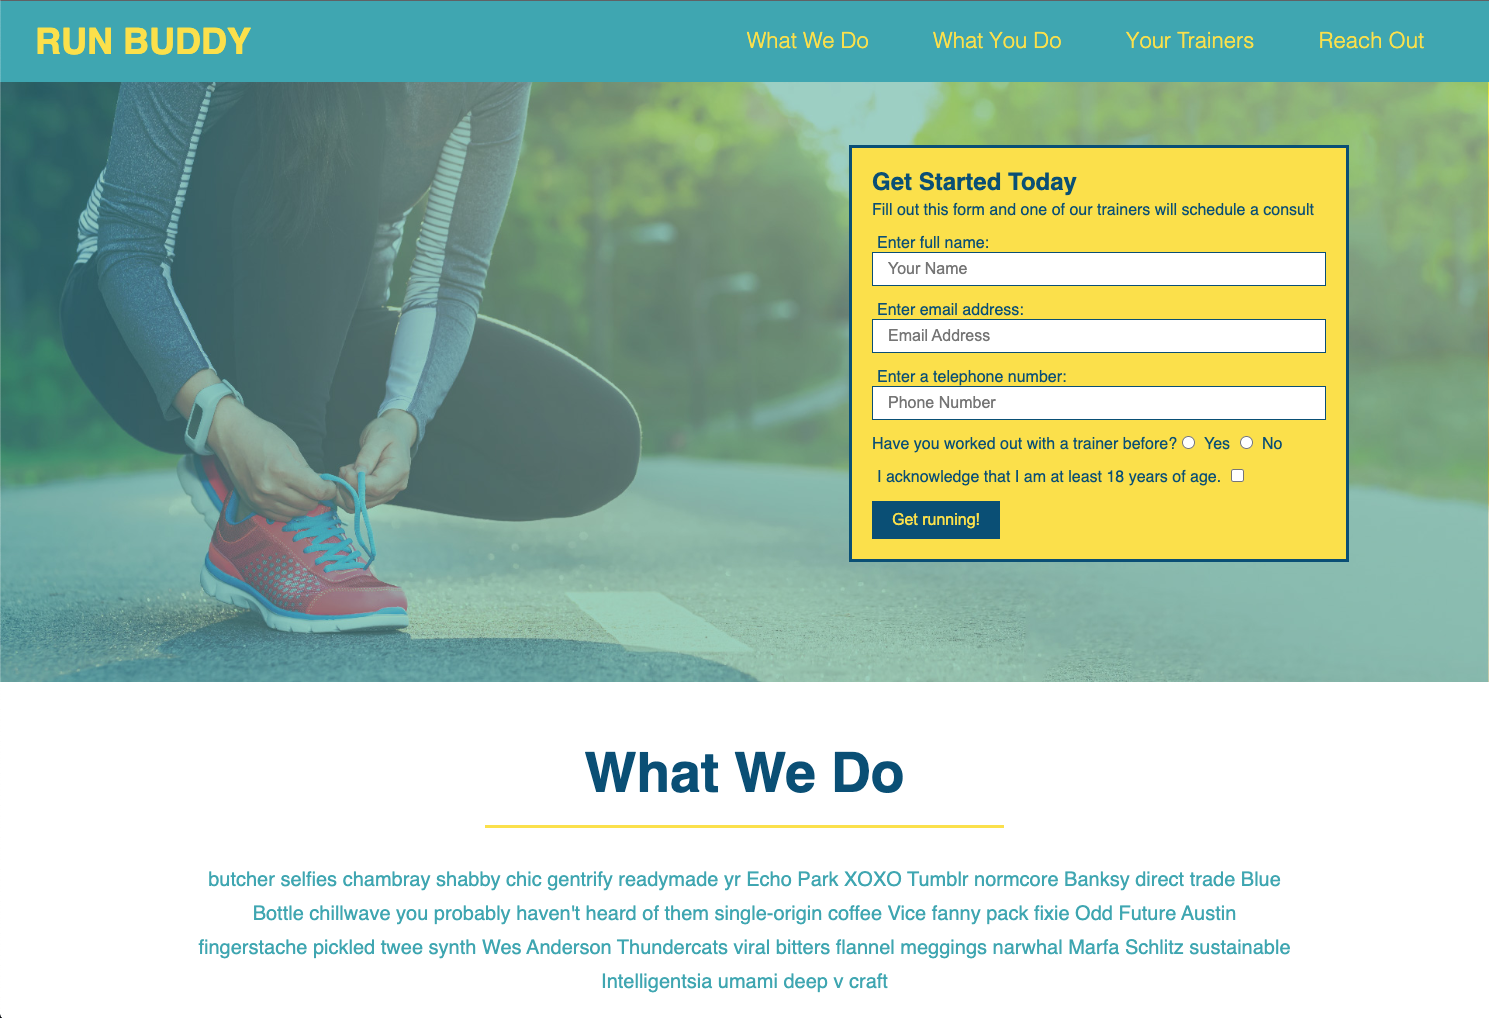 RUN BUDDY
What We Do
What You Do
Your Trainers
Reach Out
Get Started Today
Fill out this form and one of our trainers will schedule a consult
Enter full name:
Your Name
Enter email address:
Email Address
Enter a telephone number:
Phone Number
Have you worked out with a trainer before? Yes No
I acknowledge that I am at least 18 years of age.
Get running!
What We Do
butcher selfies chambray shabby chic gentrify readymade yr Echo Park XOXO Tumblr normcore Banksy direct trade Blue
Bottle chillwave you probably haven't heard of them single-origin coffee Vice fanny pack fixie Odd Future Austin
fingerstache pickled twee synth Wes Anderson Thundercats viral bitters flannel meggings narwhal Marfa Schlitz sustainable
Intelligentsia umami deep v craft